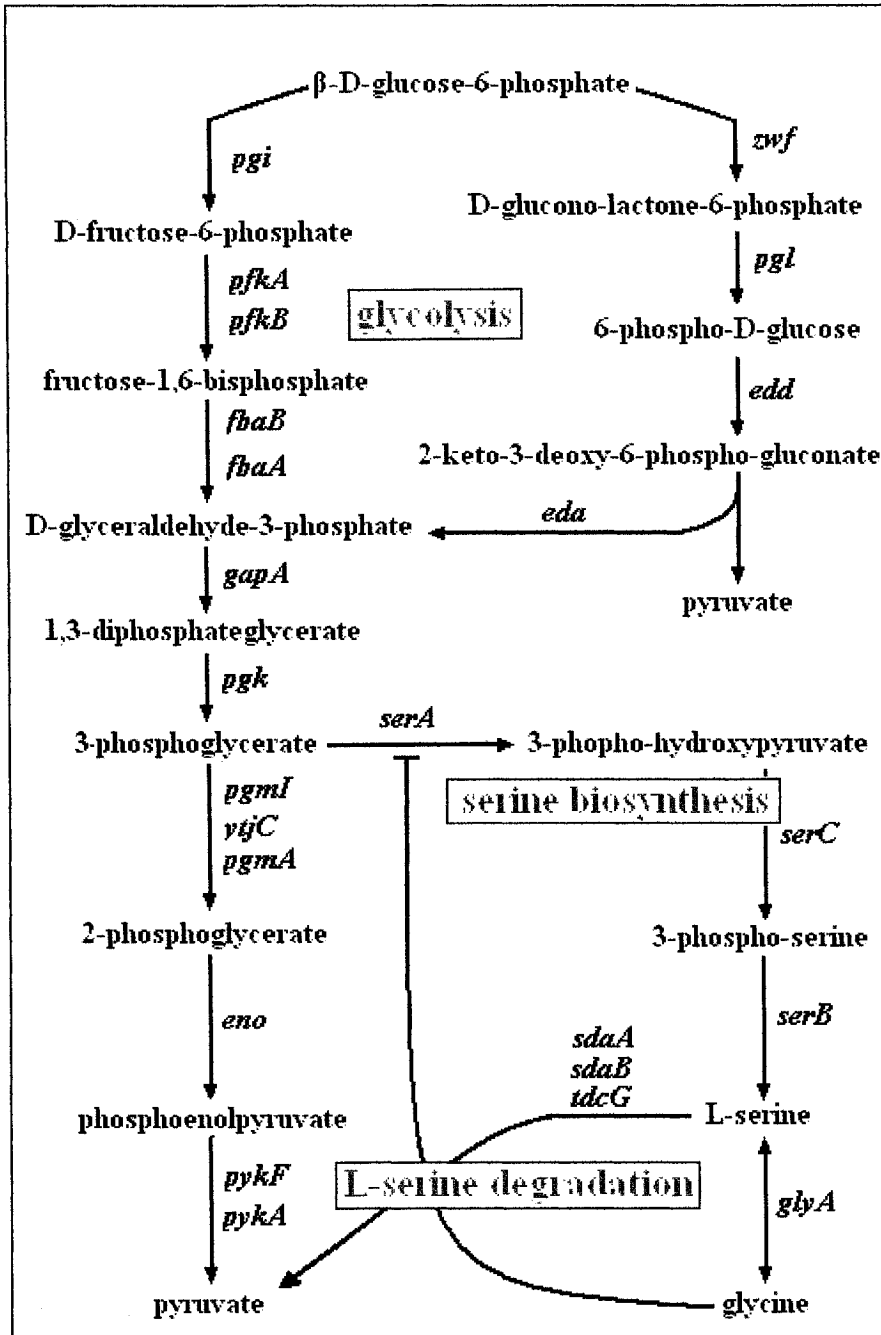 β-D-glucose-6-phosphate
pgi
zwf
D-fructose-6-phosphate
D-glucono-lactone-6-phosphate
pfkA
pfkB
pgl
glycolysis
6-phospho-D-glucose
fructose-1,6-bisphosphate
edd
fbaB
fbaA
2-keto-3-deoxy-6-phospho-gluconate
D-glyceraldehyde-3-phosphate
eda
gapA
pyruvate
1,3-diphosphateglycerate
pgk
3-phosphoglycerate
serA
3-phopho-hydroxypyruvate
pgmI
ytjC
pgmA
serine biosynthesis
serC
2-phosphoglycerate
3-phospho-serine
eno
serB
sdaA
sdaB
tdcG
phosphoenolpyruvate
L-serine
pykF
pykA
L-serine degradation
glyA
pyruvate
glycine